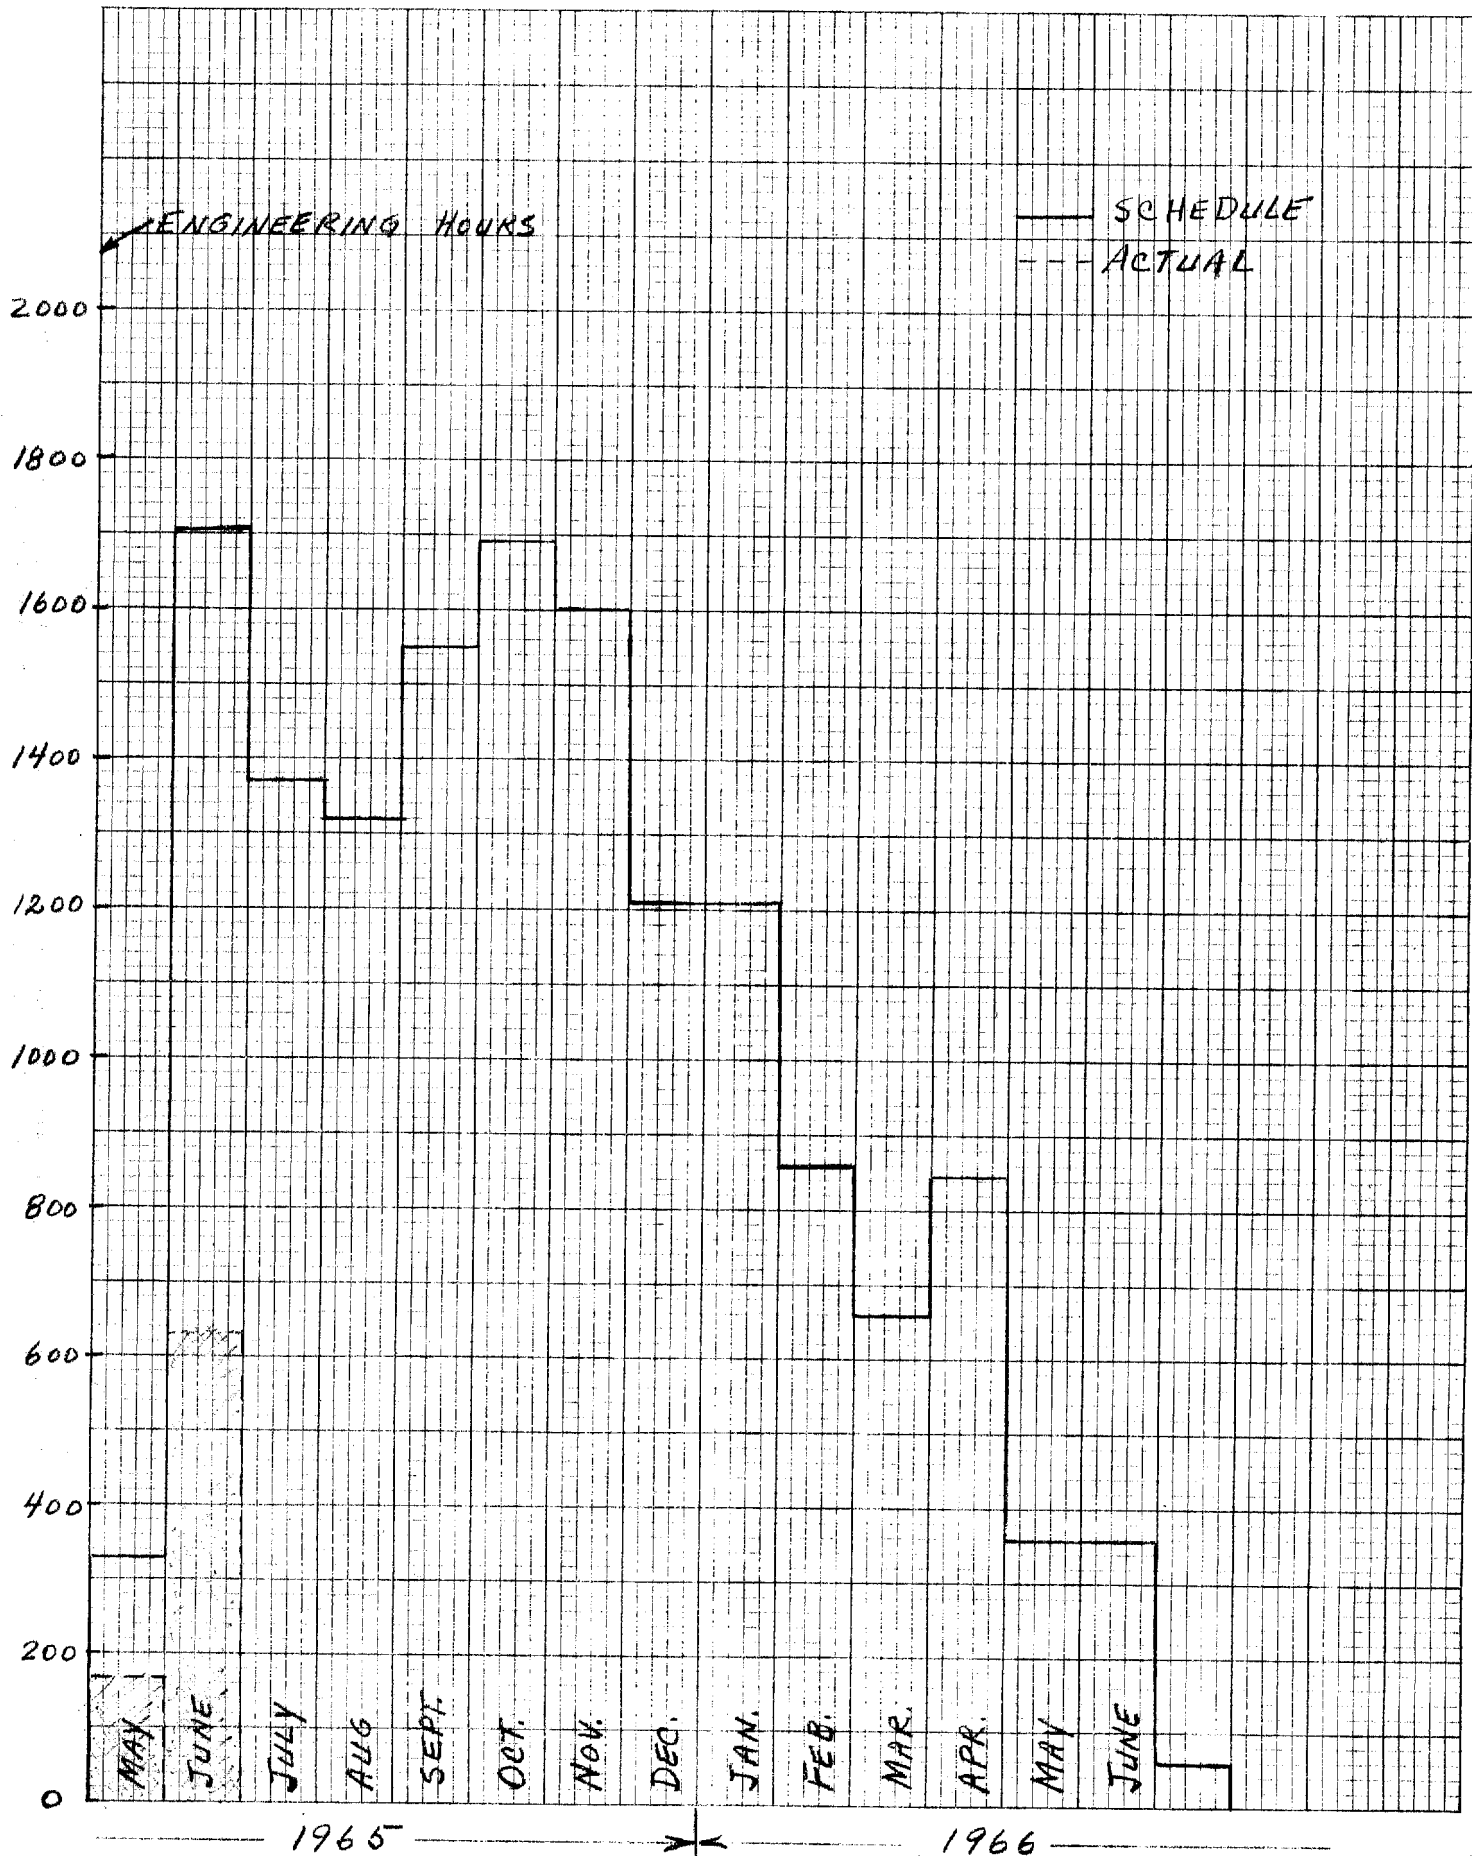 ENGINEERING HOURS
SCHEDULE
ACTUAL
2000
1800
1600
1400
1200
1000
800
600
400
200
0
MAY
JUNE
JULY
AUG
SEPT.
OCT.
NOV.
DEC.
JAN.
FEB.
MAR.
APR.
MAY
JUNE
1965
1966